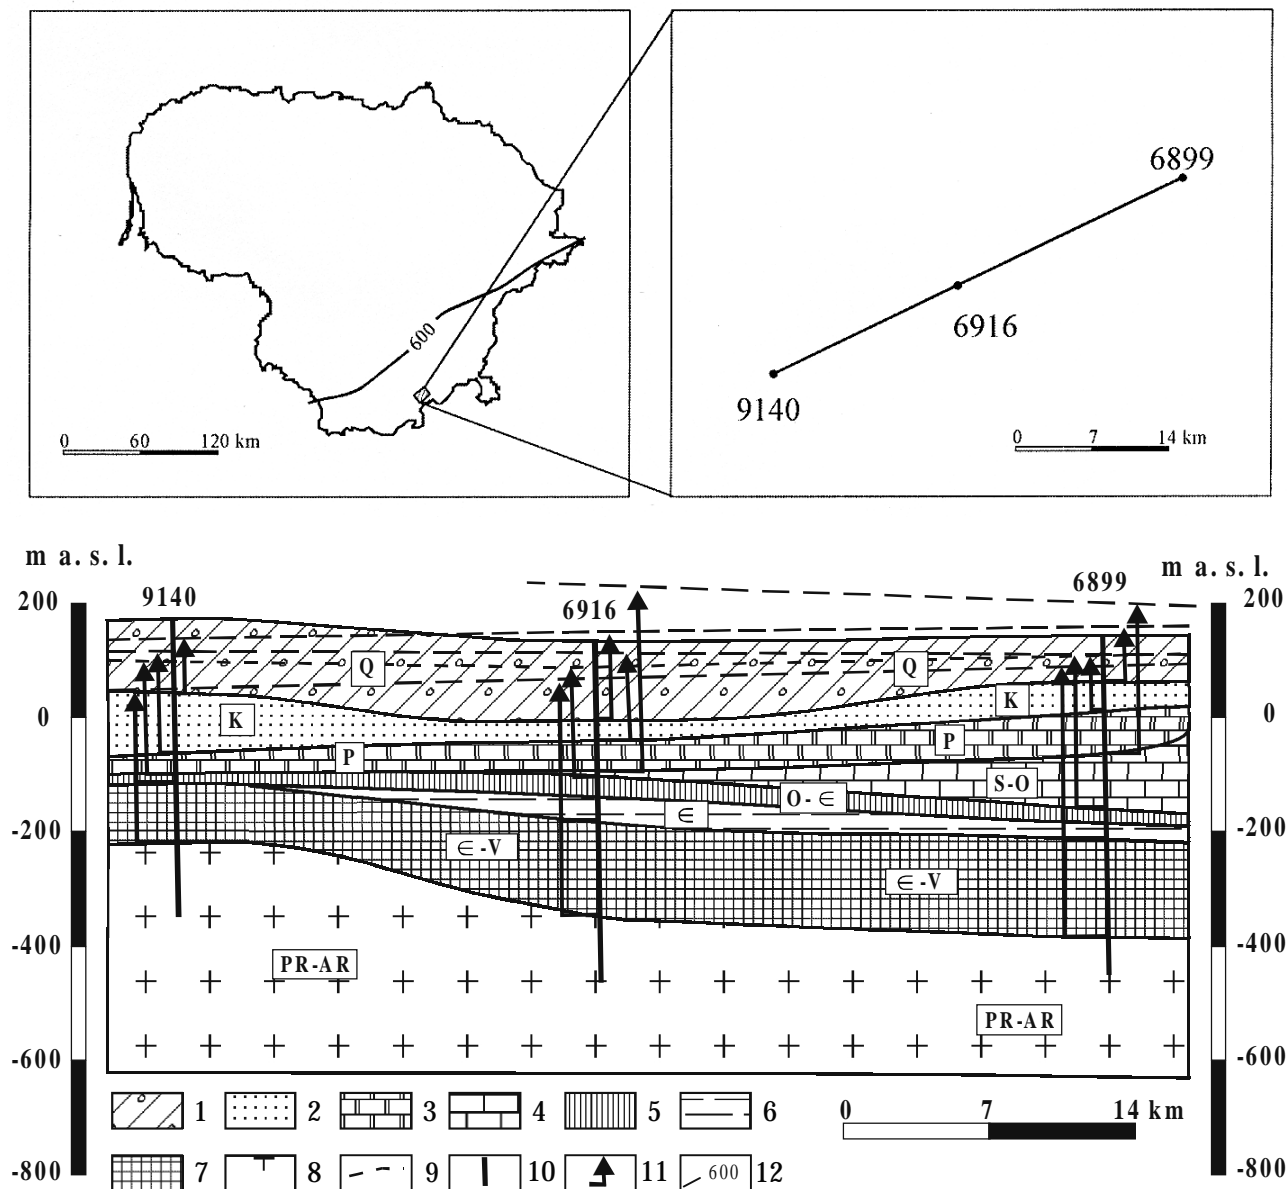 600
0 60 120 km
6899
6916
9140
0 7 14 km
m a. s. l.
m a. s. l.
9140
6916
6899
200
200
Q
Q
K
K
0
0
P
P
S-O
O-∈
∈
-200
-200
∈-V
∈-V
-400
-400
PR-AR
PR-AR
-600
-600
1 2 3 4 5 6
0 7 14 km
7 8 9 10 11 600 12
-800
-800